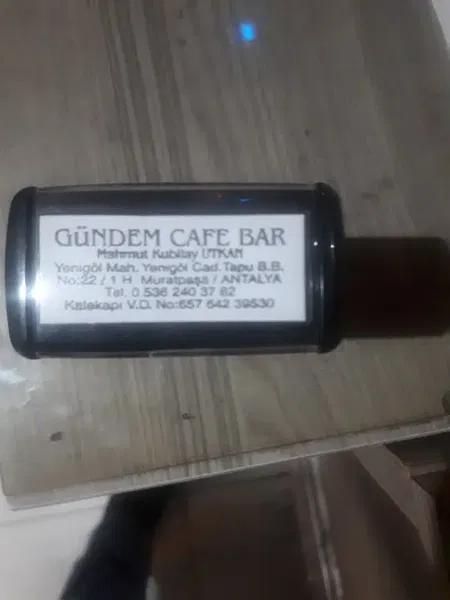 GÜNDEM CAFE BAR
Mahmut Kubilay UTKAN
Yenigöl Mah. Yenigöl Cad. Tapu B.B.
No:22 / 1 H Muratpaşa / ANTALYA
Tel. 0 536 240 37 82
Kalekapı V.D. No:657 642 39530